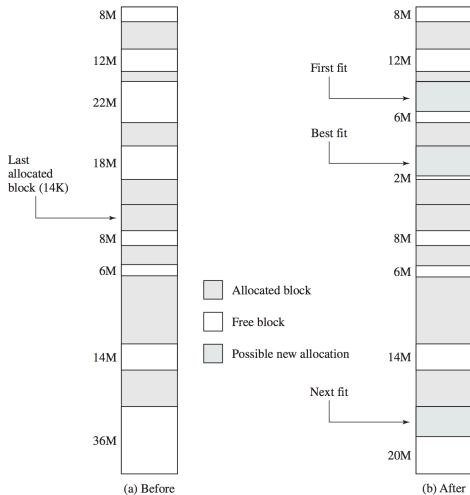 8M
12M
22M
18M
Last
allocated
block (14K)
8M
6M
14M
36M
(a) Before
Allocated block
Free block
Possible new allocation
8M
12M
First fit
6M
Best fit
2M
8M
6M
14M
Next fit
20M
(b) After